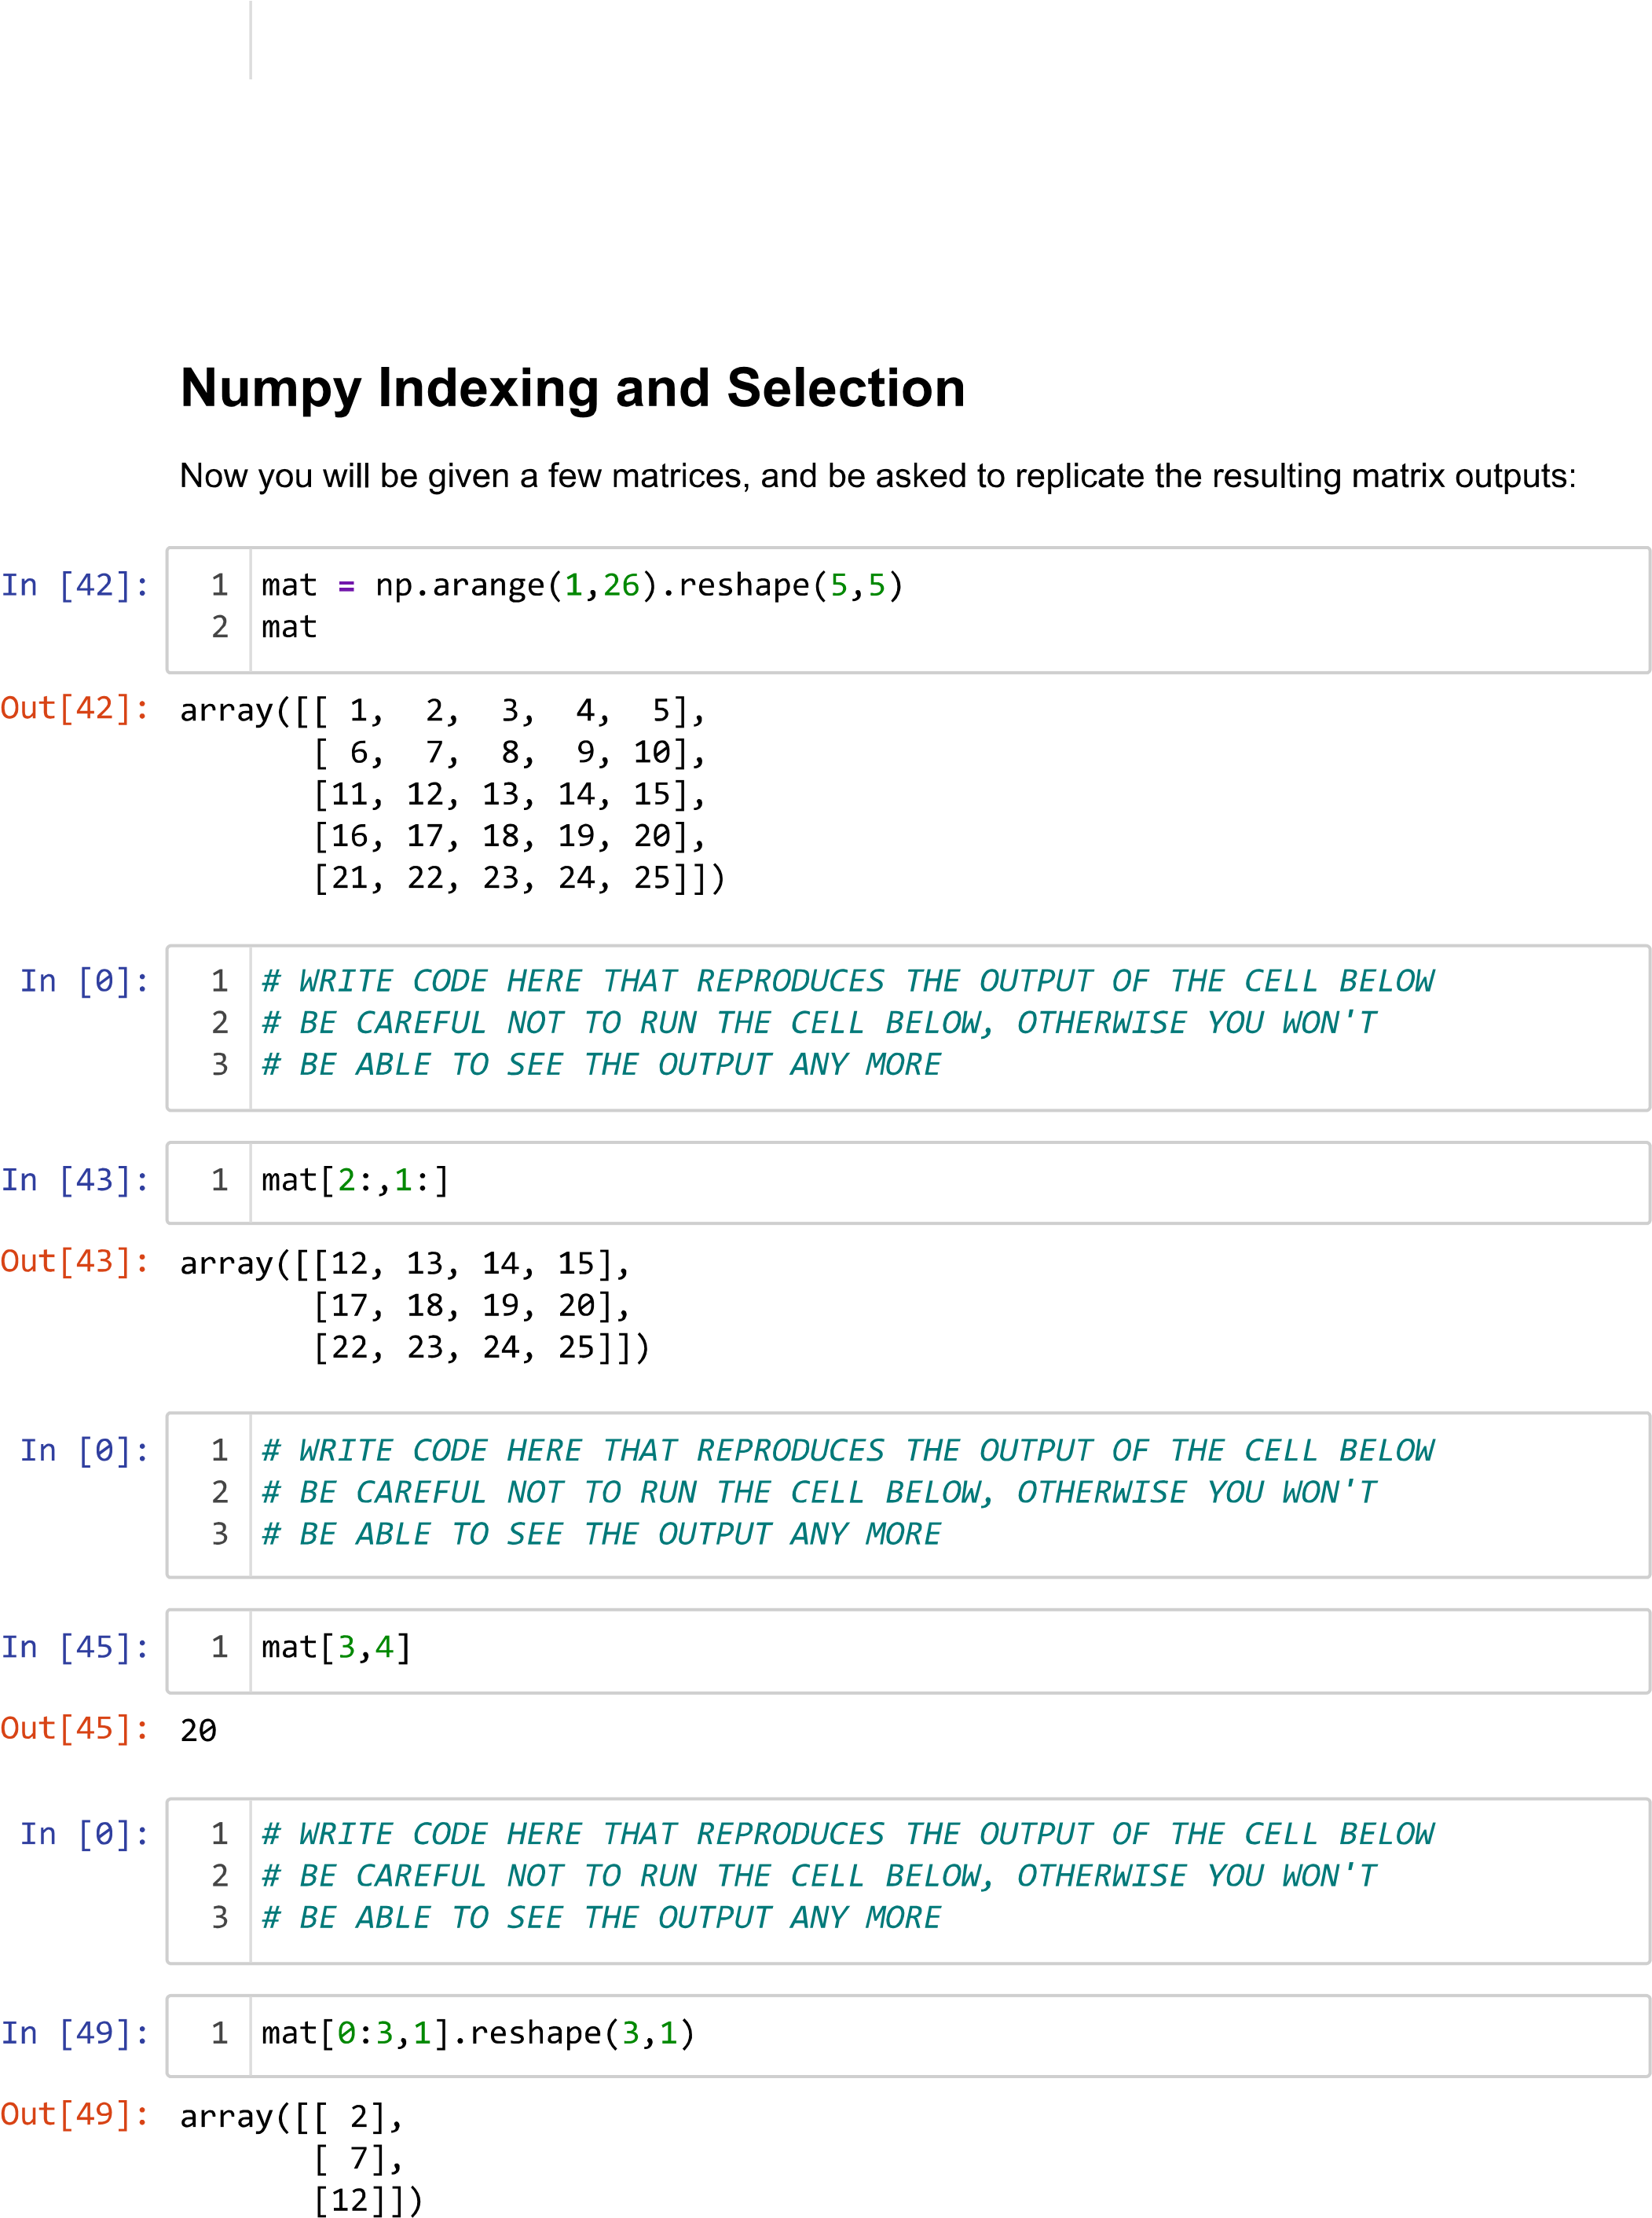 Numpy Indexing and Selection
Now you will be given a few matrices, and be asked to replicate the resulting matrix outputs:
In [42]: 1 mat = np.arange(1,26).reshape(5,5)
2 mat
Out[42]: array([[ 1,  2,  3,  4,  5],
[ 6,  7,  8,  9, 10],
[11, 12, 13, 14, 15],
[16, 17, 18, 19, 20],
[21, 22, 23, 24, 25]])
In [0]: 1 # WRITE CODE HERE THAT REPRODUCES THE OUTPUT OF THE CELL BELOW
2 # BE CAREFUL NOT TO RUN THE CELL BELOW, OTHERWISE YOU WON'T
3 # BE ABLE TO SEE THE OUTPUT ANY MORE
In [43]: 1 mat[2:,1:]
Out[43]: array([[12, 13, 14, 15],
[17, 18, 19, 20],
[22, 23, 24, 25]])
In [0]: 1 # WRITE CODE HERE THAT REPRODUCES THE OUTPUT OF THE CELL BELOW
2 # BE CAREFUL NOT TO RUN THE CELL BELOW, OTHERWISE YOU WON'T
3 # BE ABLE TO SEE THE OUTPUT ANY MORE
In [45]: 1 mat[3,4]
Out[45]: 20
In [0]: 1 # WRITE CODE HERE THAT REPRODUCES THE OUTPUT OF THE CELL BELOW
2 # BE CAREFUL NOT TO RUN THE CELL BELOW, OTHERWISE YOU WON'T
3 # BE ABLE TO SEE THE OUTPUT ANY MORE
In [49]: 1 mat[0:3,1].reshape(3,1)
Out[49]: array([[ 2],
[ 7],
[12]])